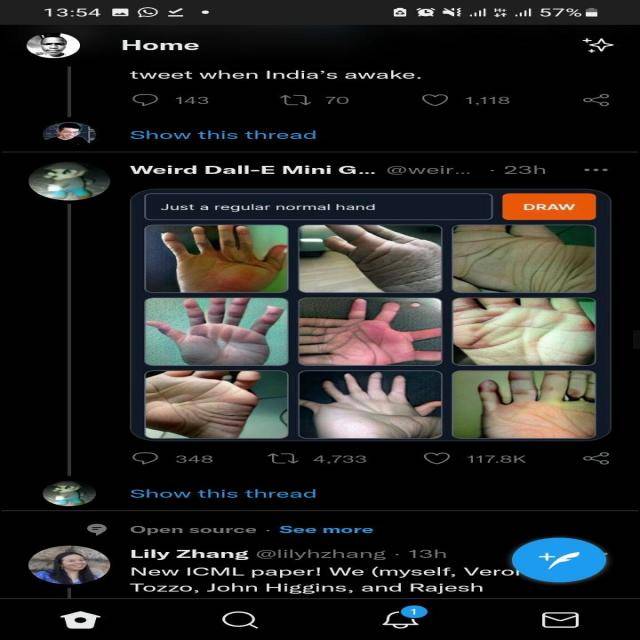 13:54
57%
Home
tweet when India's awake.
143 70 1,118
Show this thread
Weird Dall-E Mini G... @weir... · 23h
Just a regular normal hand
DRAW
348 4,733 117.8K
Show this thread
Open source · See more
Lily Zhang @lilyhzhang · 13h
New ICML paper! We (myself, Vero
Tozzo, John Higgins, and Rajesh
1